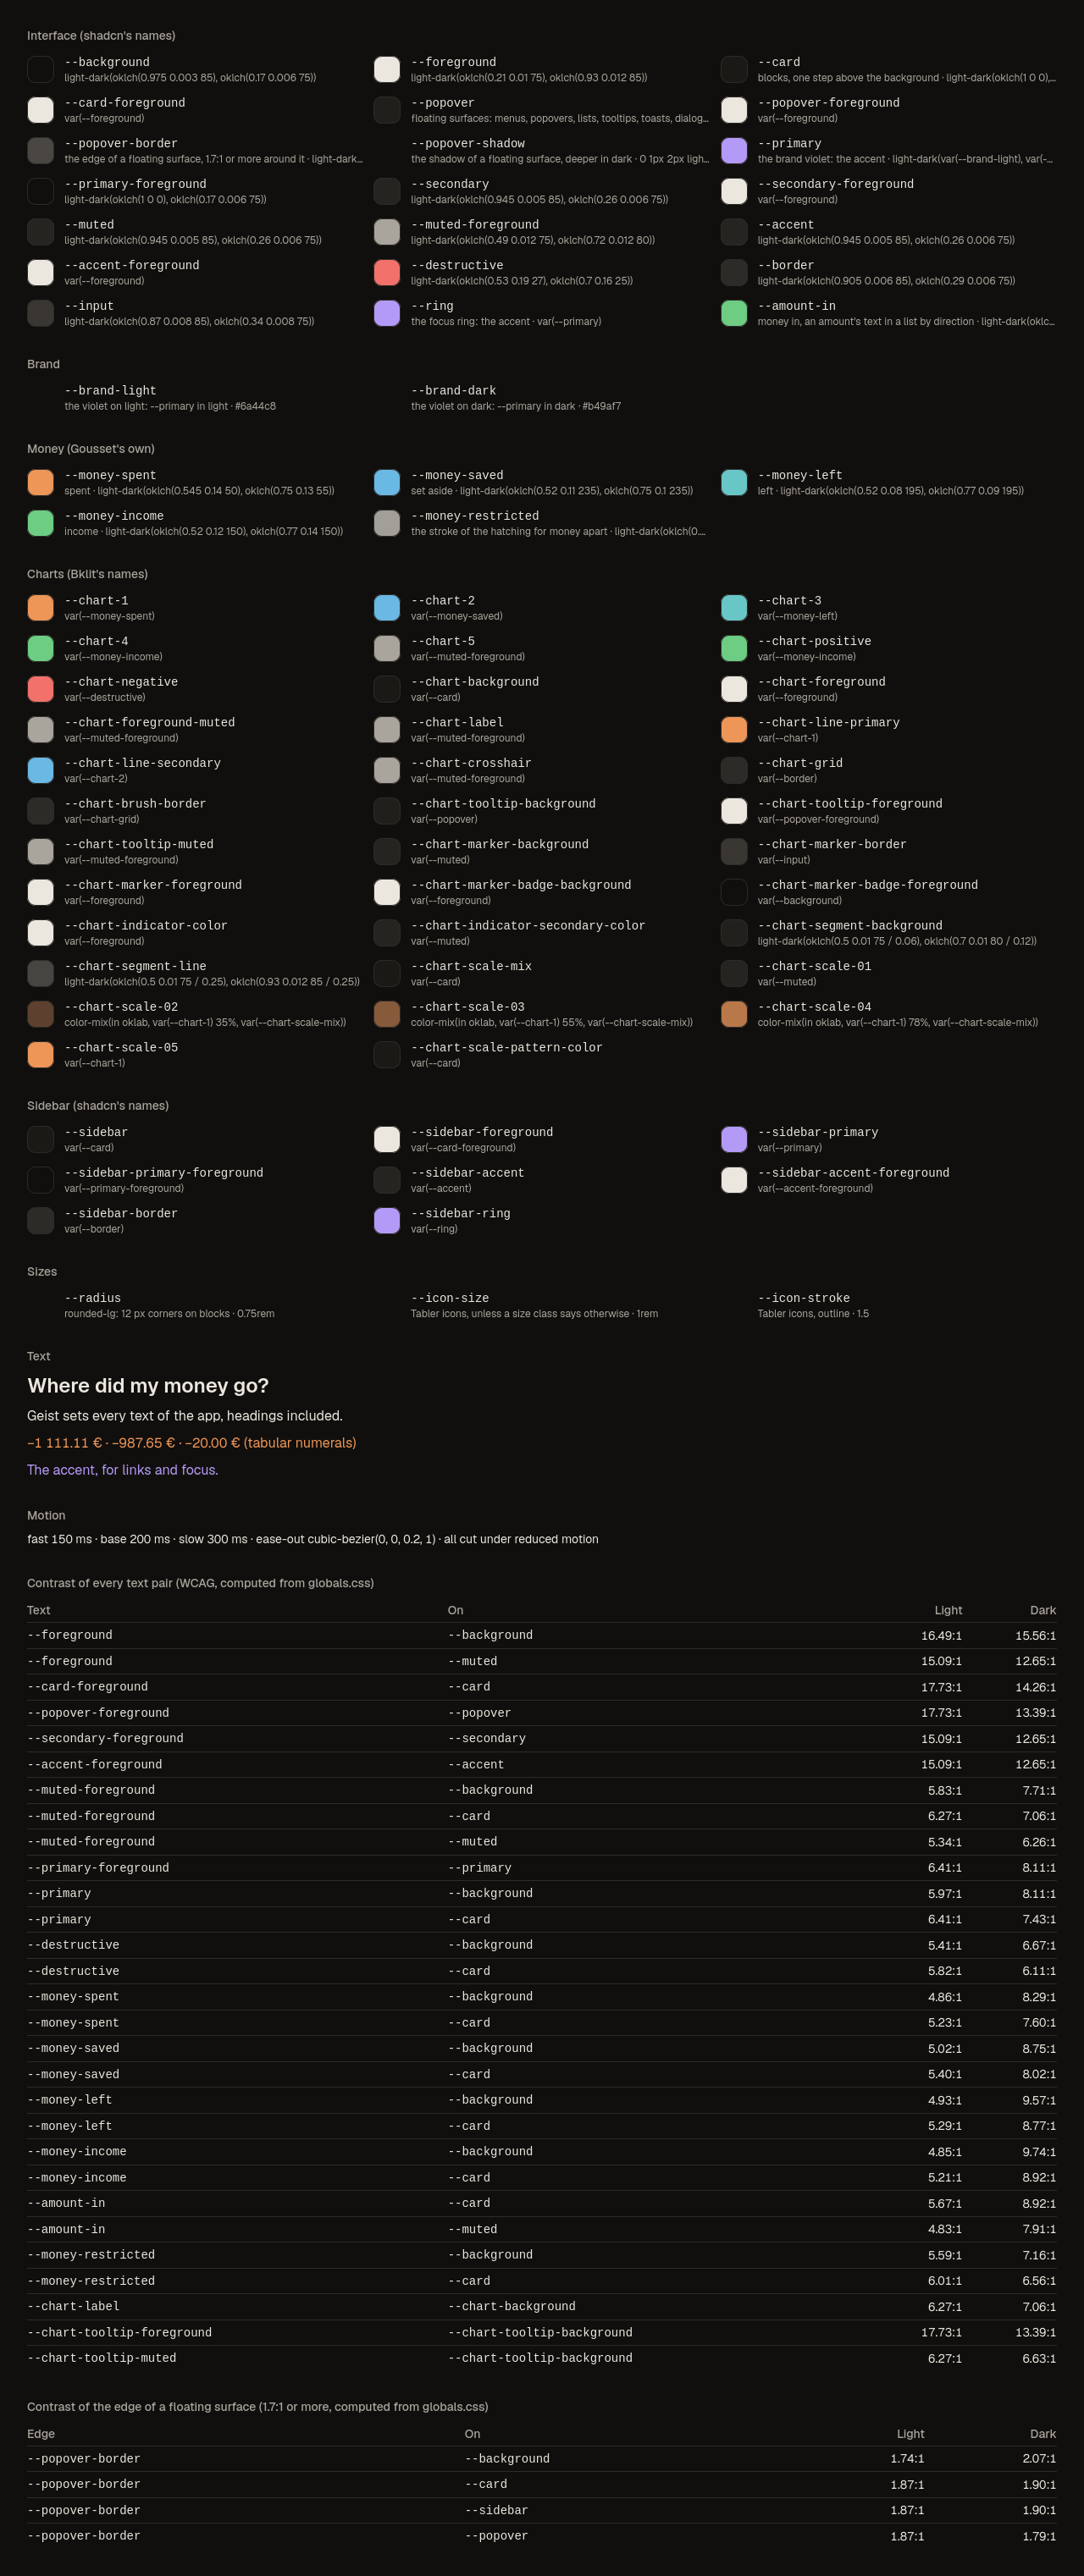 Interface (shadcn's names)
--background
light-dark(oklch(0.975 0.003 85), oklch(0.17 0.006 75))
--foreground
light-dark(oklch(0.21 0.01 75), oklch(0.93 0.012 85))
--card
blocks, one step above the background · light-dark(oklch(1 0 0),...
--card-foreground
var(--foreground)
--popover
floating surfaces: menus, popovers, lists, tooltips, toasts, dialog...
--popover-foreground
var(--foreground)
--popover-border
the edge of a floating surface, 1.7:1 or more around it · light-dark...
--popover-shadow
the shadow of a floating surface, deeper in dark · 0 1px 2px ligh...
--primary
the brand violet: the accent · light-dark(var(--brand-light), var(-...
--primary-foreground
light-dark(oklch(1 0 0), oklch(0.17 0.006 75))
--secondary
light-dark(oklch(0.945 0.005 85), oklch(0.26 0.006 75))
--secondary-foreground
var(--foreground)
--muted
light-dark(oklch(0.945 0.005 85), oklch(0.26 0.006 75))
--muted-foreground
light-dark(oklch(0.49 0.012 75), oklch(0.72 0.012 80))
--accent
light-dark(oklch(0.945 0.005 85), oklch(0.26 0.006 75))
--accent-foreground
var(--foreground)
--destructive
light-dark(oklch(0.53 0.19 27), oklch(0.7 0.16 25))
--border
light-dark(oklch(0.905 0.006 85), oklch(0.29 0.006 75))
--input
light-dark(oklch(0.87 0.008 85), oklch(0.34 0.008 75))
--ring
the focus ring: the accent · var(--primary)
--amount-in
money in, an amount's text in a list by direction · light-dark(oklc...
Brand
--brand-light
the violet on light: --primary in light · #6a44c8
--brand-dark
the violet on dark: --primary in dark · #b49af7
Money (Gousset's own)
--money-spent
spent · light-dark(oklch(0.545 0.14 50), oklch(0.75 0.13 55))
--money-saved
set aside · light-dark(oklch(0.52 0.11 235), oklch(0.75 0.1 235))
--money-left
left · light-dark(oklch(0.52 0.08 195), oklch(0.77 0.09 195))
--money-income
income · light-dark(oklch(0.52 0.12 150), oklch(0.77 0.14 150))
--money-restricted
the stroke of the hatching for money apart · light-dark(oklch(0....
Charts (Bklit's names)
--chart-1
var(--money-spent)
--chart-2
var(--money-saved)
--chart-3
var(--money-left)
--chart-4
var(--money-income)
--chart-5
var(--muted-foreground)
--chart-positive
var(--money-income)
--chart-negative
var(--destructive)
--chart-background
var(--card)
--chart-foreground
var(--foreground)
--chart-foreground-muted
var(--muted-foreground)
--chart-label
var(--muted-foreground)
--chart-line-primary
var(--chart-1)
--chart-line-secondary
var(--chart-2)
--chart-crosshair
var(--muted-foreground)
--chart-grid
var(--border)
--chart-brush-border
var(--chart-grid)
--chart-tooltip-background
var(--popover)
--chart-tooltip-foreground
var(--popover-foreground)
--chart-tooltip-muted
var(--muted-foreground)
--chart-marker-background
var(--muted)
--chart-marker-border
var(--input)
--chart-marker-foreground
var(--foreground)
--chart-marker-badge-background
var(--foreground)
--chart-marker-badge-foreground
var(--background)
--chart-indicator-color
var(--foreground)
--chart-indicator-secondary-color
var(--muted)
--chart-segment-background
light-dark(oklch(0.5 0.01 75 / 0.06), oklch(0.7 0.01 80 / 0.12))
--chart-segment-line
light-dark(oklch(0.5 0.01 75 / 0.25), oklch(0.93 0.012 85 / 0.25))
--chart-scale-mix
var(--card)
--chart-scale-01
var(--muted)
--chart-scale-02
color-mix(in oklab, var(--chart-1) 35%, var(--chart-scale-mix))
--chart-scale-03
color-mix(in oklab, var(--chart-1) 55%, var(--chart-scale-mix))
--chart-scale-04
color-mix(in oklab, var(--chart-1) 78%, var(--chart-scale-mix))
--chart-scale-05
var(--chart-1)
--chart-scale-pattern-color
var(--card)
Sidebar (shadcn's names)
--sidebar
var(--card)
--sidebar-foreground
var(--card-foreground)
--sidebar-primary
var(--primary)
--sidebar-primary-foreground
var(--primary-foreground)
--sidebar-accent
var(--accent)
--sidebar-accent-foreground
var(--accent-foreground)
--sidebar-border
var(--border)
--sidebar-ring
var(--ring)
Sizes
--radius
rounded-lg: 12 px corners on blocks · 0.75rem
--icon-size
Tabler icons, unless a size class says otherwise · 1rem
--icon-stroke
Tabler icons, outline · 1.5
Text
Where did my money go?
Geist sets every text of the app, headings included.
−1 111.11 € · −987.65 € · −20.00 € (tabular numerals)
The accent, for links and focus.
Motion
fast 150 ms · base 200 ms · slow 300 ms · ease-out cubic-bezier(0, 0, 0.2, 1) · all cut under reduced motion
Contrast of every text pair (WCAG, computed from globals.css)
Text On Light Dark
--foreground --background 16.49:1 15.56:1
--foreground --muted 15.09:1 12.65:1
--card-foreground --card 17.73:1 14.26:1
--popover-foreground --popover 17.73:1 13.39:1
--secondary-foreground --secondary 15.09:1 12.65:1
--accent-foreground --accent 15.09:1 12.65:1
--muted-foreground --background 5.83:1 7.71:1
--muted-foreground --card 6.27:1 7.06:1
--muted-foreground --muted 5.34:1 6.26:1
--primary-foreground --primary 6.41:1 8.11:1
--primary --background 5.97:1 8.11:1
--primary --card 6.41:1 7.43:1
--destructive --background 5.41:1 6.67:1
--destructive --card 5.82:1 6.11:1
--money-spent --background 4.86:1 8.29:1
--money-spent --card 5.23:1 7.60:1
--money-saved --background 5.02:1 8.75:1
--money-saved --card 5.40:1 8.02:1
--money-left --background 4.93:1 9.57:1
--money-left --card 5.29:1 8.77:1
--money-income --background 4.85:1 9.74:1
--money-income --card 5.21:1 8.92:1
--amount-in --card 5.67:1 8.92:1
--amount-in --muted 4.83:1 7.91:1
--money-restricted --background 5.59:1 7.16:1
--money-restricted --card 6.01:1 6.56:1
--chart-label --chart-background 6.27:1 7.06:1
--chart-tooltip-foreground --chart-tooltip-background 17.73:1 13.39:1
--chart-tooltip-muted --chart-tooltip-background 6.27:1 6.63:1
Contrast of the edge of a floating surface (1.7:1 or more, computed from globals.css)
Edge On Light Dark
--popover-border --background 1.74:1 2.07:1
--popover-border --card 1.87:1 1.90:1
--popover-border --sidebar 1.87:1 1.90:1
--popover-border --popover 1.87:1 1.79:1